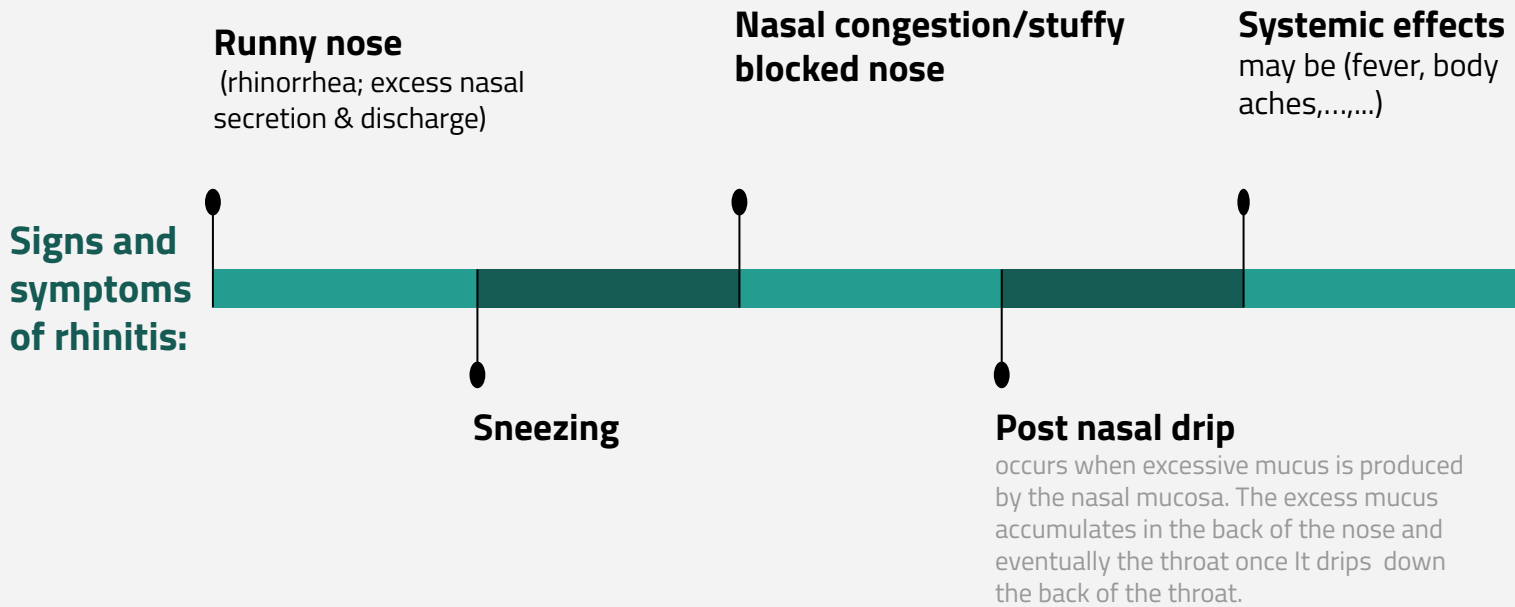 Signs and
symptoms
of rhinitis:
Runny nose
(rhinorrhea; excess nasal
secretion & discharge)
Sneezing
Nasal congestion/stuffy
blocked nose
Post nasal drip
occurs when excessive mucus is produced
by the nasal mucosa. The excess mucus
accumulates in the back of the nose and
eventually the throat once It drips  down
the back of the throat.
Systemic effects
may be (fever, body
aches,...,...)